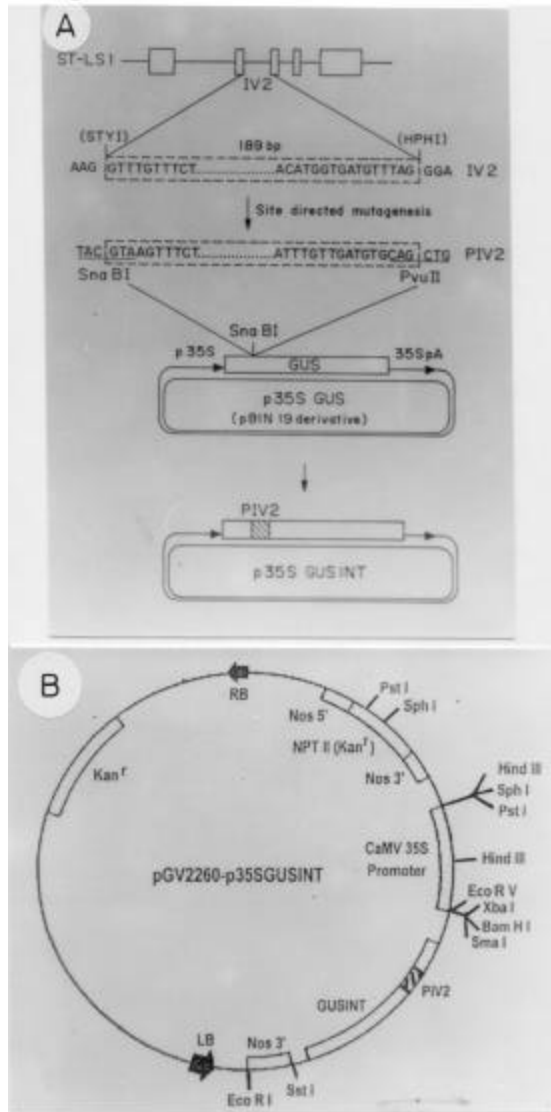 A
ST-LS1
IV2
(STYI) 189 bp (HPHI)
AAG GTTTGTTTCT.....................ACATGGTGATGTTTAG GGA IV2
Site directed mutagenesis
TAC GTAAGTTTCT.....................ATTTGTTGATGTGCAG CTG PIV2
Sna BI Pvu II
Sna BI
p35S GUS 35SpA
p35S GUS
(pBIN 19 derivative)
PIV2
p35S GUSINT
B
RB
Nos 5'
Pst I
Sph I
NPT II (Kanʳ)
Nos 3'
Kanʳ
Hind III
Sph I
Pst I
CaMV 35S
Promoter
Hind III
pGV2260-p35SGUSINT
Eco R V
Xba I
Bam H I
Sma I
PIV2
GUSINT
LB
Nos 3'
Sst I
Eco R I